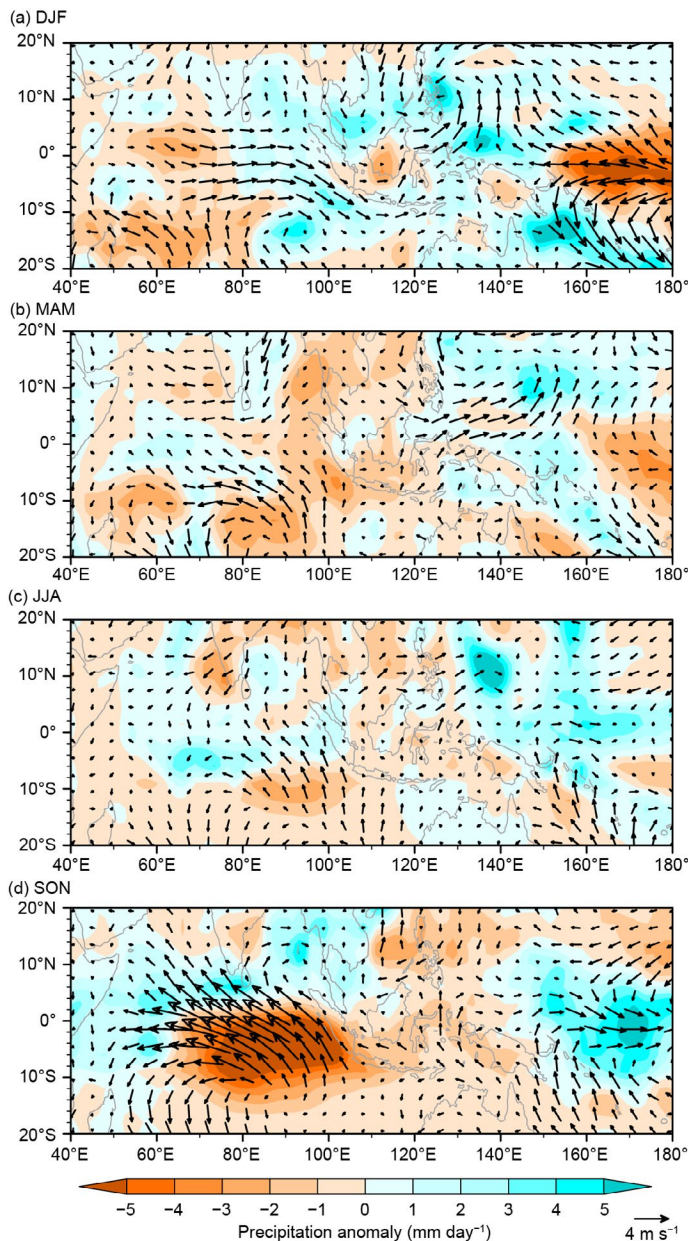 (a) DJF
20°N
10°N
0°
10°S
20°S
40°E 60°E 80°E 100°E 120°E 140°E 160°E 180°
(b) MAM
20°N
10°N
0°
10°S
20°S
40°E 60°E 80°E 100°E 120°E 140°E 160°E 180°
(c) JJA
20°N
10°N
0°
10°S
20°S
40°E 60°E 80°E 100°E 120°E 140°E 160°E 180°
(d) SON
20°N
10°N
0°
10°S
20°S
40°E 60°E 80°E 100°E 120°E 140°E 160°E 180°
−5 −4 −3 −2 −1 0 1 2 3 4 5
Precipitation anomaly (mm day⁻¹)
4 m s⁻¹